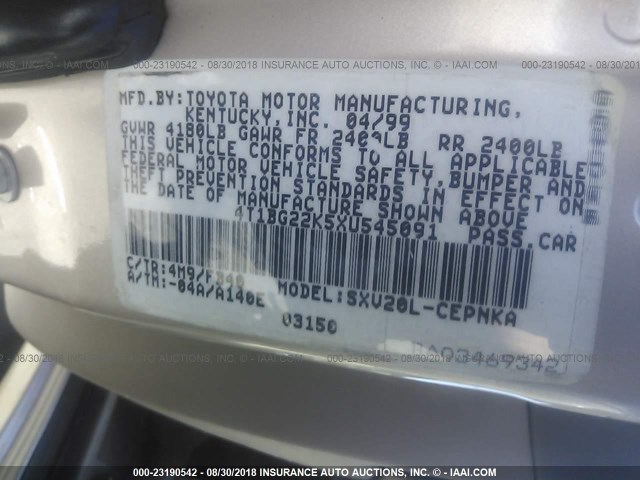 000-23190542 - 08/30/2018 INSURANCE AUTO AUCTIONS, INC. - © IAAI.COM
MFD.BY:TOYOTA MOTOR MANUFACTURING,
KENTUCKY,INC. 04/99
GVWR 4180LB GAWR FR 2400LB RR 2400LB
THIS VEHICLE CONFORMS TO ALL APPLICABLE
FEDERAL MOTOR VEHICLE SAFETY,BUMPER AND
THEFT PREVENTION STANDARDS IN EFFECT ON
THE DATE OF MANUFACTURE SHOWN ABOVE
4T1BG22K5XU545091 PASS.CAR
C/TR:4M9/FB40
A/TM:-04A/A140E MODEL:SXV20L-CEPNKA
03150
000-23190542 - 08/30/2018 INSURANCE AUTO AUCTIONS, INC. - © IAAI.COM